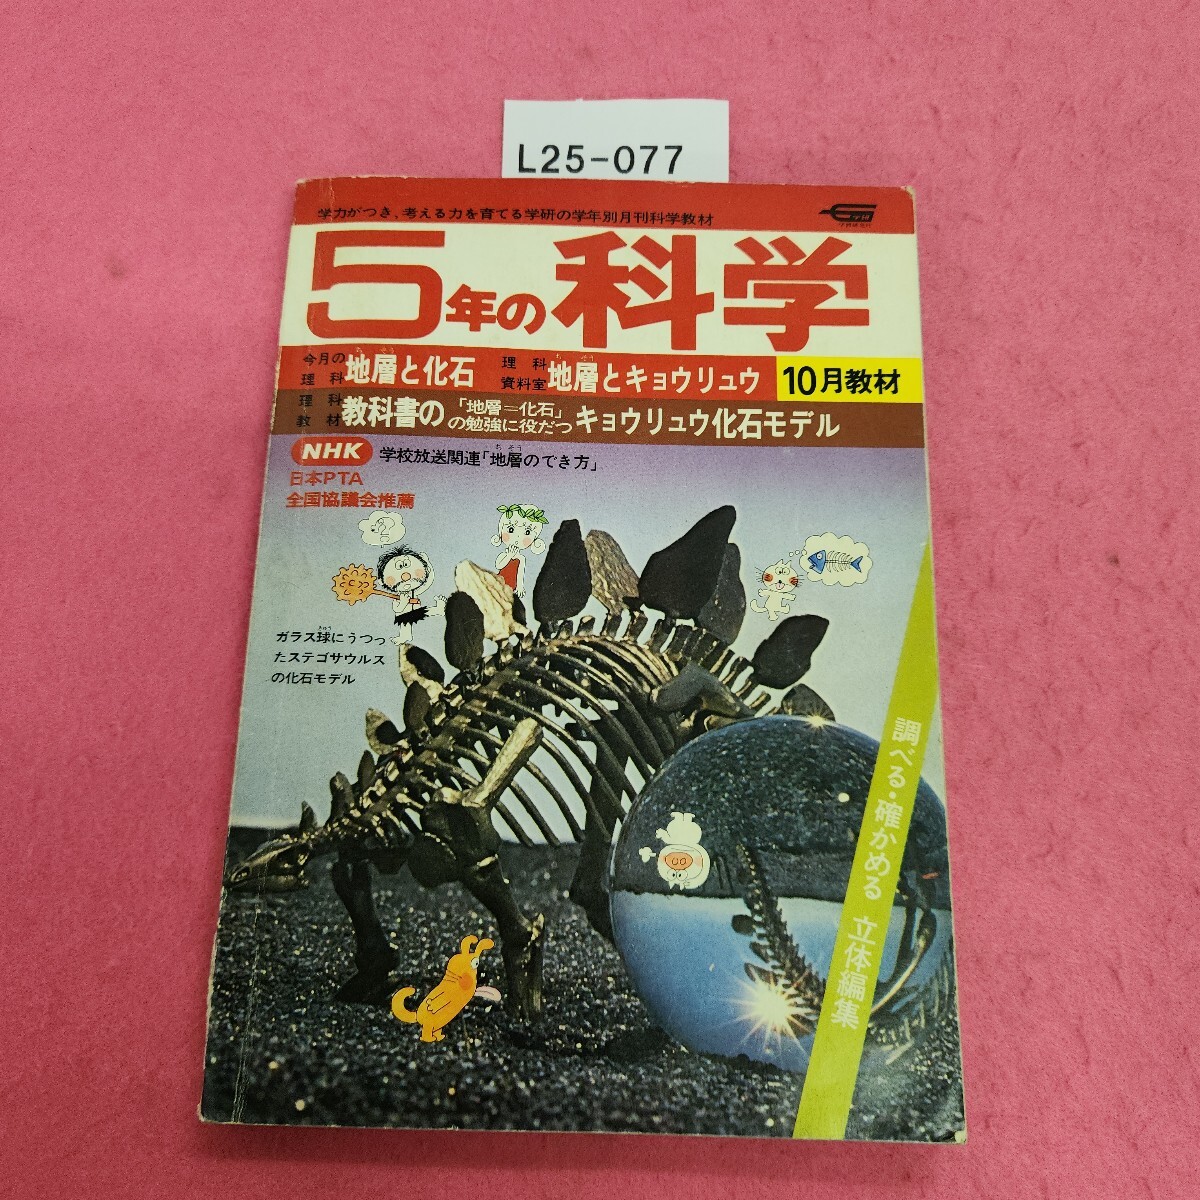 L25-077
学力がつき、考える力を育てる学研の学年別月刊科学教材
学研
5年の科学
今月の理科 地層と化石 理科資料室 地層とキョウリュウ 10月教材
理科教材 教科書の「地層=化石」の勉強に役だつ キョウリュウ化石モデル
NHK 学校放送関連「地層のでき方」
日本PTA
全国協議会推薦
ガラス球にうつっ
たステゴサウルス
の化石モデル
調べる・確かめる 立体編集